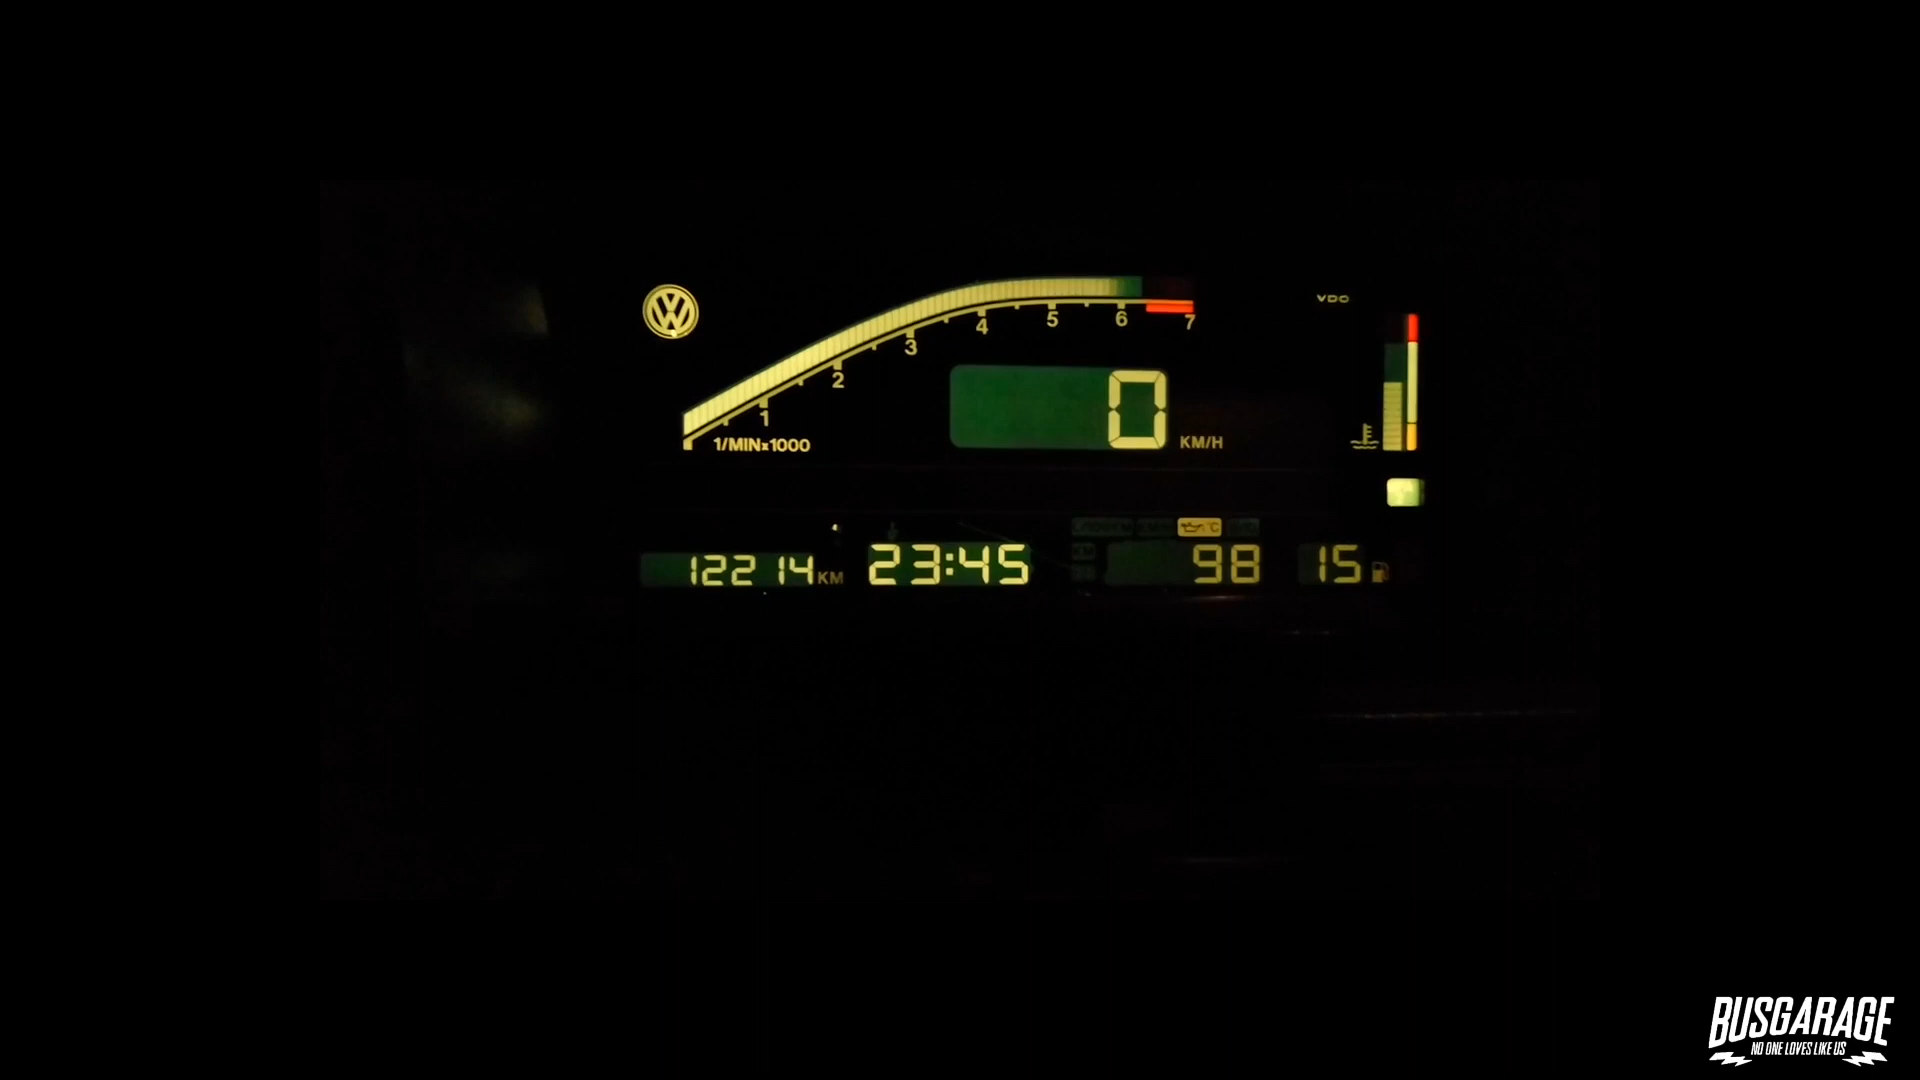 VDO
1 2 3 4 5 6 7
1/MIN x 1000
0 KM/H
°C
12214 KM
23:45
98
15
BUSGARAGE
NO ONE LOVES LIKE US